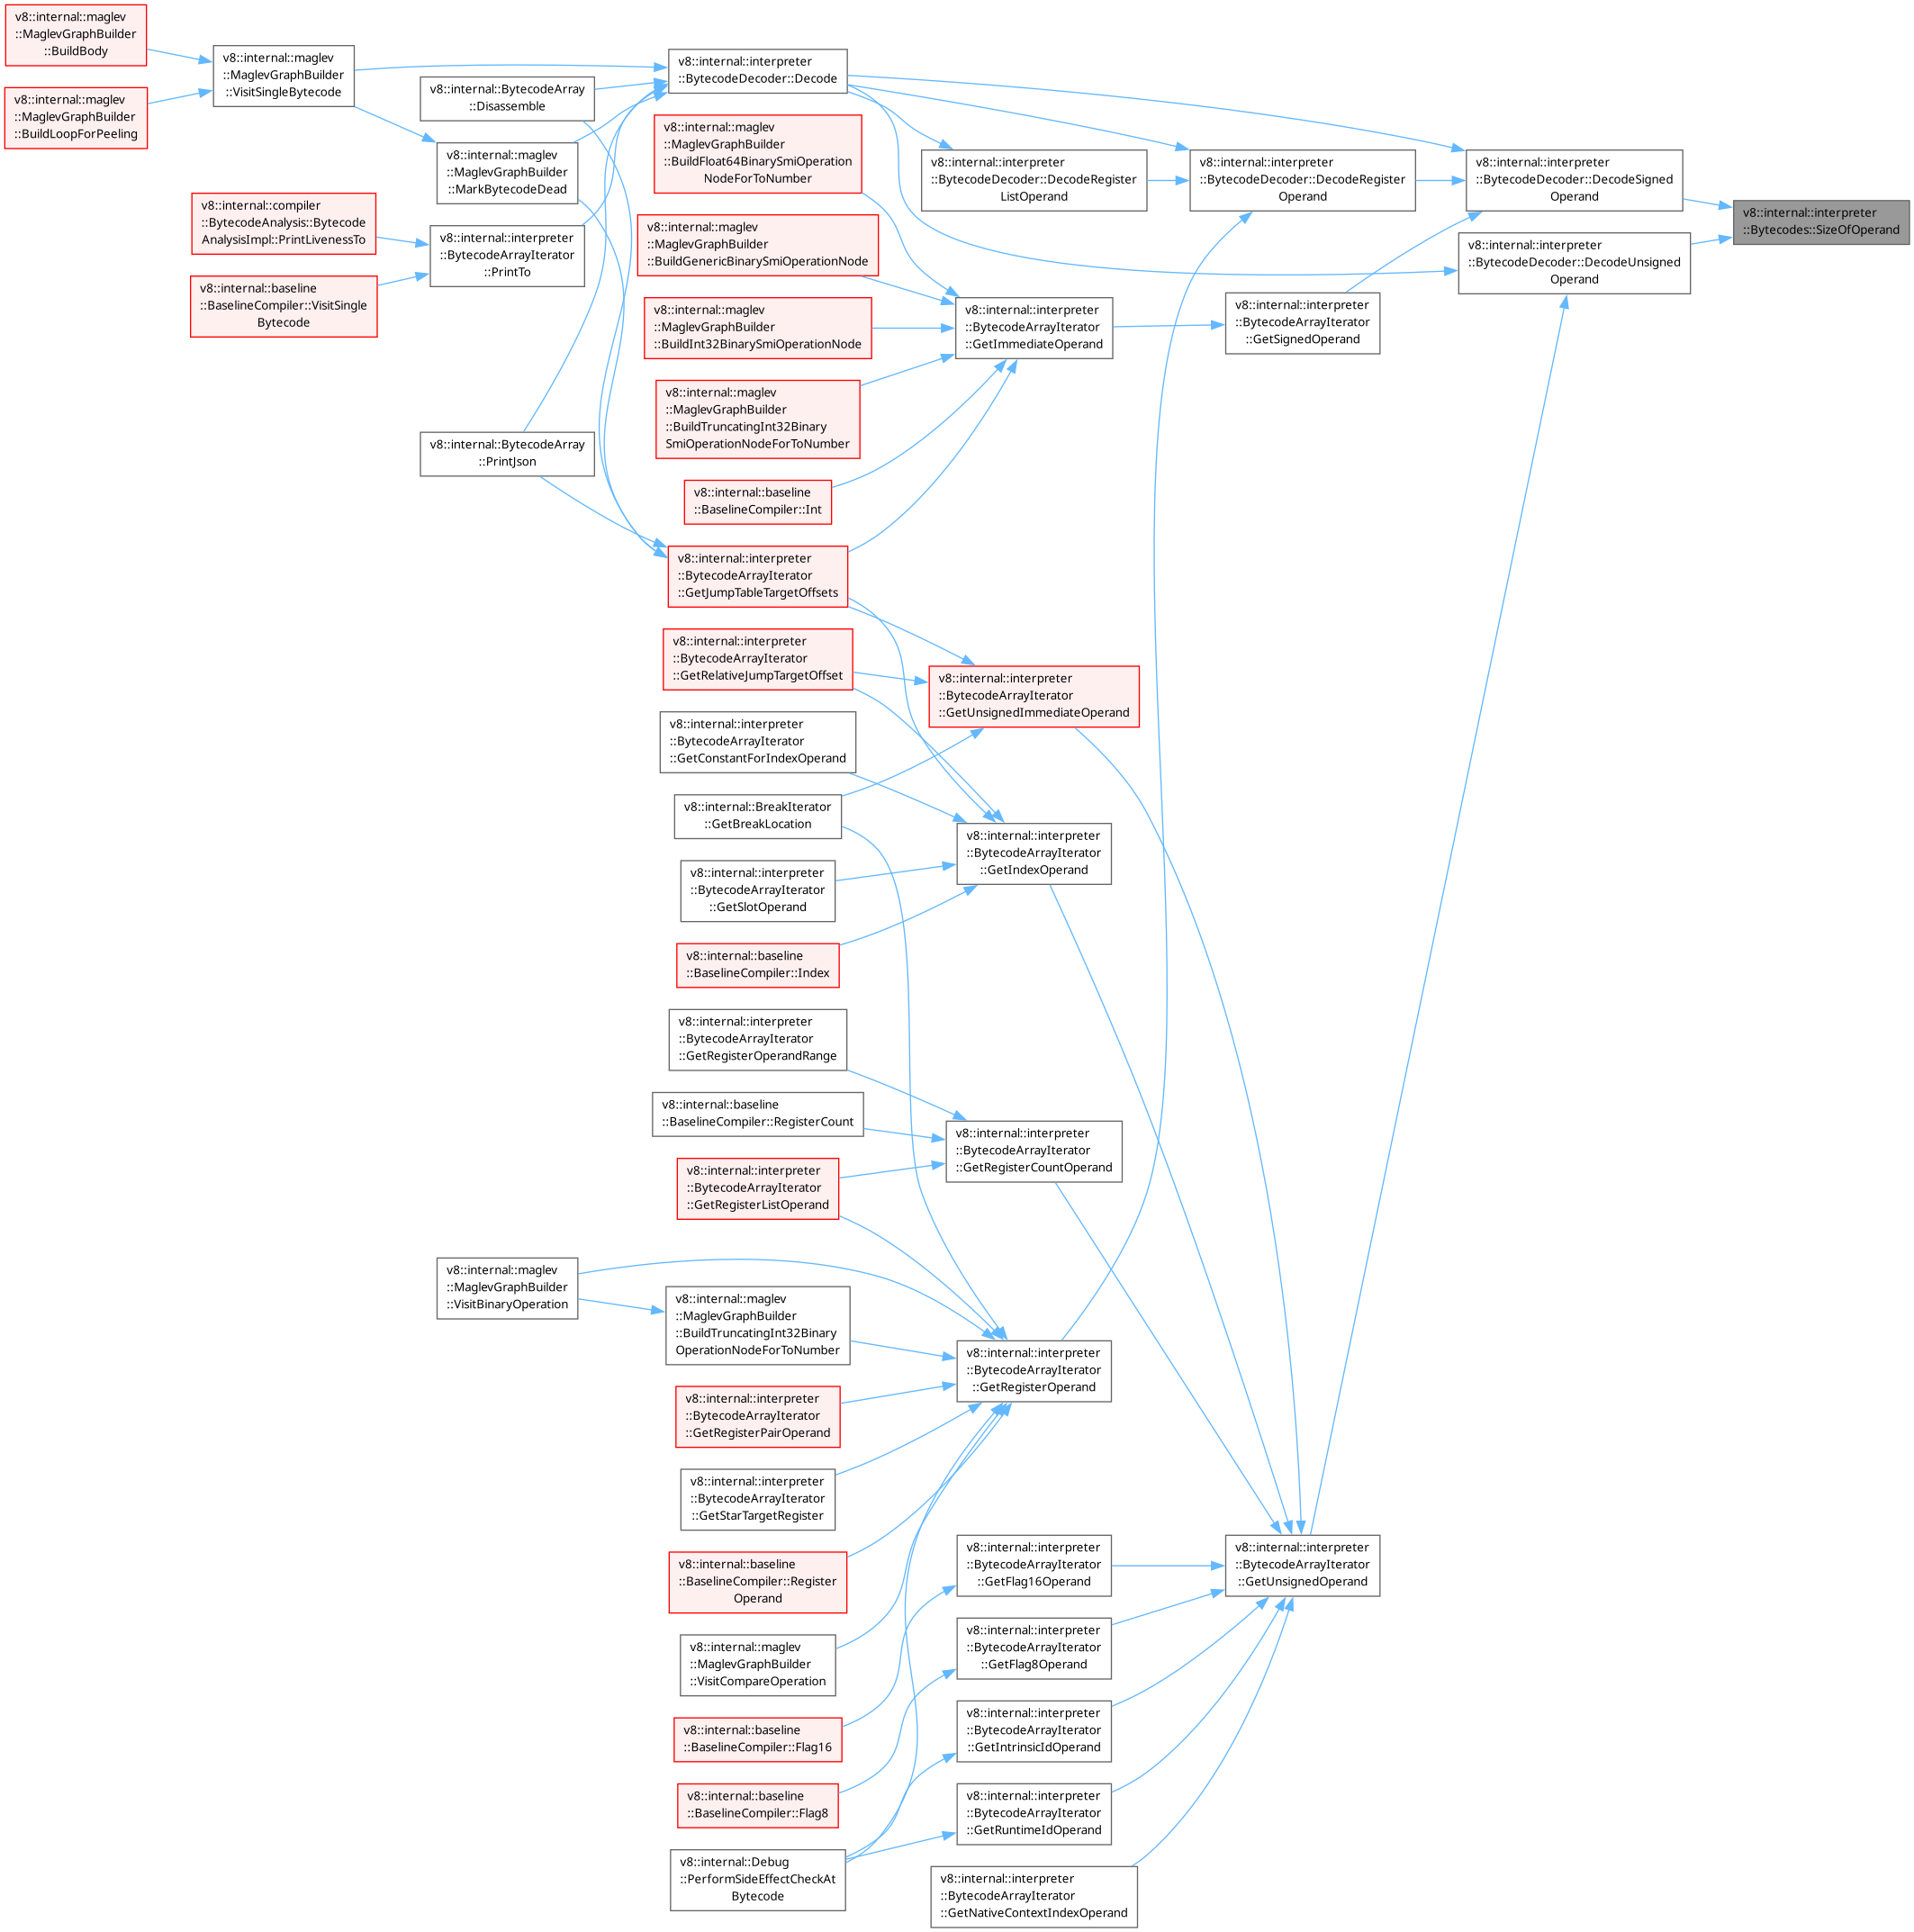 v8::internal::maglev
::MaglevGraphBuilder
::BuildBody
v8::internal::maglev
::MaglevGraphBuilder
::BuildLoopForPeeling
v8::internal::maglev
::MaglevGraphBuilder
::VisitSingleBytecode
v8::internal::compiler
::BytecodeAnalysis::Bytecode
AnalysisImpl::PrintLivenessTo
v8::internal::baseline
::BaselineCompiler::VisitSingle
Bytecode
v8::internal::BytecodeArray
::Disassemble
v8::internal::maglev
::MaglevGraphBuilder
::MarkBytecodeDead
v8::internal::interpreter
::BytecodeArrayIterator
::PrintTo
v8::internal::BytecodeArray
::PrintJson
v8::internal::maglev
::MaglevGraphBuilder
::VisitBinaryOperation
v8::internal::interpreter
::BytecodeDecoder::Decode
v8::internal::maglev
::MaglevGraphBuilder
::BuildFloat64BinarySmiOperation
NodeForToNumber
v8::internal::maglev
::MaglevGraphBuilder
::BuildGenericBinarySmiOperationNode
v8::internal::maglev
::MaglevGraphBuilder
::BuildInt32BinarySmiOperationNode
v8::internal::maglev
::MaglevGraphBuilder
::BuildTruncatingInt32Binary
SmiOperationNodeForToNumber
v8::internal::baseline
::BaselineCompiler::Int
v8::internal::interpreter
::BytecodeArrayIterator
::GetJumpTableTargetOffsets
v8::internal::interpreter
::BytecodeArrayIterator
::GetRelativeJumpTargetOffset
v8::internal::interpreter
::BytecodeArrayIterator
::GetConstantForIndexOperand
v8::internal::BreakIterator
::GetBreakLocation
v8::internal::interpreter
::BytecodeArrayIterator
::GetSlotOperand
v8::internal::baseline
::BaselineCompiler::Index
v8::internal::interpreter
::BytecodeArrayIterator
::GetRegisterOperandRange
v8::internal::baseline
::BaselineCompiler::RegisterCount
v8::internal::interpreter
::BytecodeArrayIterator
::GetRegisterListOperand
v8::internal::maglev
::MaglevGraphBuilder
::BuildTruncatingInt32Binary
OperationNodeForToNumber
v8::internal::interpreter
::BytecodeArrayIterator
::GetRegisterPairOperand
v8::internal::interpreter
::BytecodeArrayIterator
::GetStarTargetRegister
v8::internal::baseline
::BaselineCompiler::Register
Operand
v8::internal::maglev
::MaglevGraphBuilder
::VisitCompareOperation
v8::internal::baseline
::BaselineCompiler::Flag16
v8::internal::baseline
::BaselineCompiler::Flag8
v8::internal::Debug
::PerformSideEffectCheckAt
Bytecode
v8::internal::interpreter
::BytecodeDecoder::DecodeRegister
ListOperand
v8::internal::interpreter
::BytecodeArrayIterator
::GetImmediateOperand
v8::internal::interpreter
::BytecodeArrayIterator
::GetUnsignedImmediateOperand
v8::internal::interpreter
::BytecodeArrayIterator
::GetIndexOperand
v8::internal::interpreter
::BytecodeArrayIterator
::GetRegisterCountOperand
v8::internal::interpreter
::BytecodeArrayIterator
::GetRegisterOperand
v8::internal::interpreter
::BytecodeArrayIterator
::GetFlag16Operand
v8::internal::interpreter
::BytecodeArrayIterator
::GetFlag8Operand
v8::internal::interpreter
::BytecodeArrayIterator
::GetIntrinsicIdOperand
v8::internal::interpreter
::BytecodeArrayIterator
::GetRuntimeIdOperand
v8::internal::interpreter
::BytecodeArrayIterator
::GetNativeContextIndexOperand
v8::internal::interpreter
::BytecodeDecoder::DecodeRegister
Operand
v8::internal::interpreter
::BytecodeArrayIterator
::GetSignedOperand
v8::internal::interpreter
::BytecodeArrayIterator
::GetUnsignedOperand
v8::internal::interpreter
::BytecodeDecoder::DecodeSigned
Operand
v8::internal::interpreter
::BytecodeDecoder::DecodeUnsigned
Operand
v8::internal::interpreter
::Bytecodes::SizeOfOperand